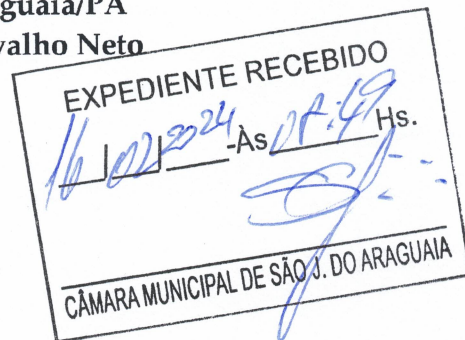 guaia/PA
valho Neto
EXPEDIENTE RECEBIDO
16/02/2024-Às 08:49 Hs.
CÂMARA MUNICIPAL DE SÃO J. DO ARAGUAIA